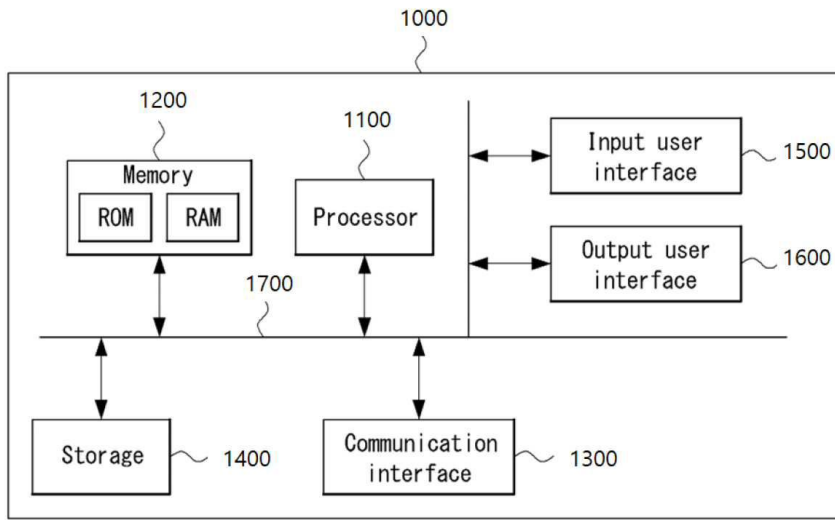 1000
1200
1100
Memory
ROM
RAM
Processor
Input user
interface
1500
Output user
interface
1600
1700
Storage
1400
Communication
interface
1300